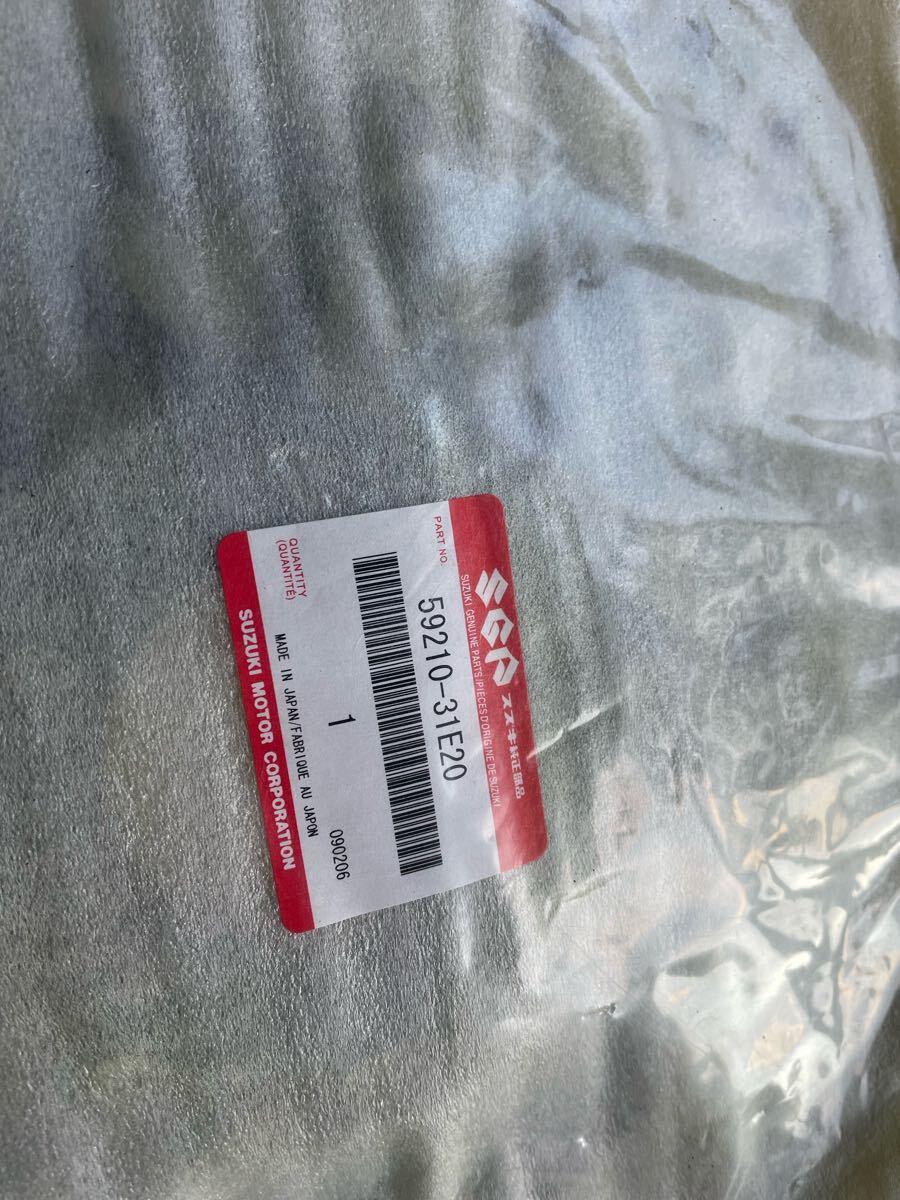 SGP スズキ純正部品
SUZUKI GENUINE PARTS/PIECES D'ORIGINE DE SUZUKI
PART NO.
59210-31E20
QUANTITY
(QUANTITÉ)
1
MADE IN JAPAN/FABRIQUE AU JAPON
090206
SUZUKI MOTOR CORPORATION